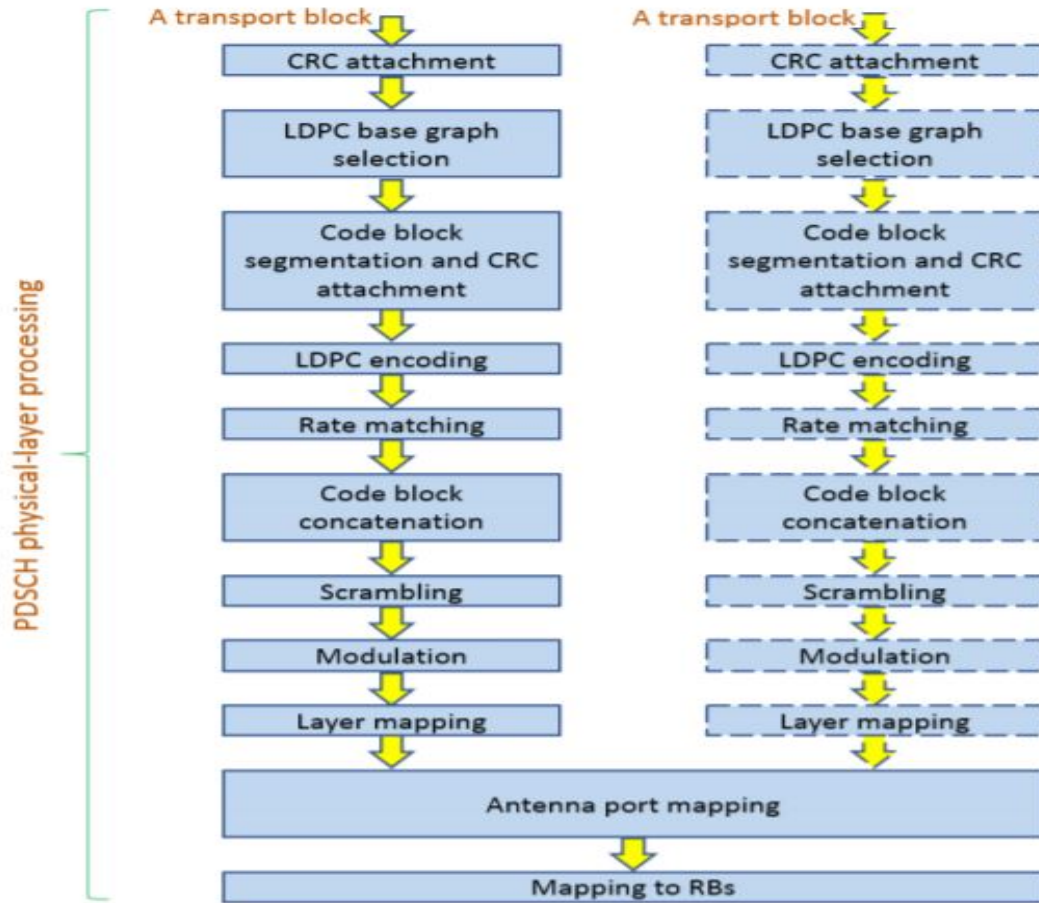 PDSCH physical-layer processing
A transport block
CRC attachment
LDPC base graph
selection
Code block
segmentation and CRC
attachment
LDPC encoding
Rate matching
Code block
concatenation
Scrambling
Modulation
Layer mapping
A transport block
CRC attachment
LDPC base graph
selection
Code block
segmentation and CRC
attachment
LDPC encoding
Rate matching
Code block
concatenation
Scrambling
Modulation
Layer mapping
Antenna port mapping
Mapping to RBs